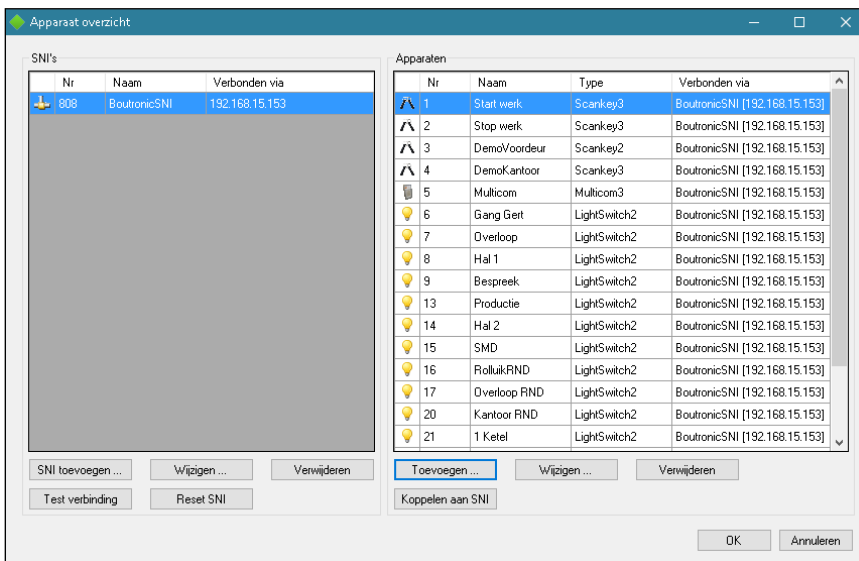 Apparaat overzicht
SNI's
Nr Naam Verbonden via
808 BoutronicSNI 192.168.15.153
SNI toevoegen ... Wijzigen ... Verwijderen
Test verbinding Reset SNI
Apparaten
Nr Naam Type Verbonden via
1 Start werk Scankey3 BoutronicSNI [192.168.15.153]
2 Stop werk Scankey3 BoutronicSNI [192.168.15.153]
3 DemoVoordeur Scankey2 BoutronicSNI [192.168.15.153]
4 DemoKantoor Scankey3 BoutronicSNI [192.168.15.153]
5 Multicom Multicom3 BoutronicSNI [192.168.15.153]
6 Gang Gert LightSwitch2 BoutronicSNI [192.168.15.153]
7 Overloop LightSwitch2 BoutronicSNI [192.168.15.153]
8 Hal 1 LightSwitch2 BoutronicSNI [192.168.15.153]
9 Bespreek LightSwitch2 BoutronicSNI [192.168.15.153]
13 Productie LightSwitch2 BoutronicSNI [192.168.15.153]
14 Hal 2 LightSwitch2 BoutronicSNI [192.168.15.153]
15 SMD LightSwitch2 BoutronicSNI [192.168.15.153]
16 RolluikRND LightSwitch2 BoutronicSNI [192.168.15.153]
17 Overloop RND LightSwitch2 BoutronicSNI [192.168.15.153]
20 Kantoor RND LightSwitch2 BoutronicSNI [192.168.15.153]
21 1 Ketel LightSwitch2 BoutronicSNI [192.168.15.153]
Toevoegen ... Wijzigen ... Verwijderen
Koppelen aan SNI
OK Annuleren